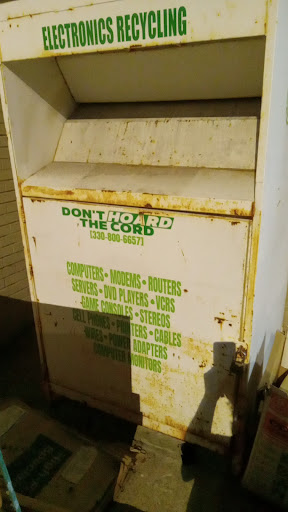 ELECTRONICS RECYCLING
DON'T HOARD
THE CORD
[330-800-6657]
COMPUTERS • MODEMS • ROUTERS
SERVERS • DVD PLAYERS • VCRS
GAME CONSOLES • STEREOS
CELL PHONES • PRINTERS • CABLES
WIRES • POWER ADAPTERS
COMPUTER MONITORS